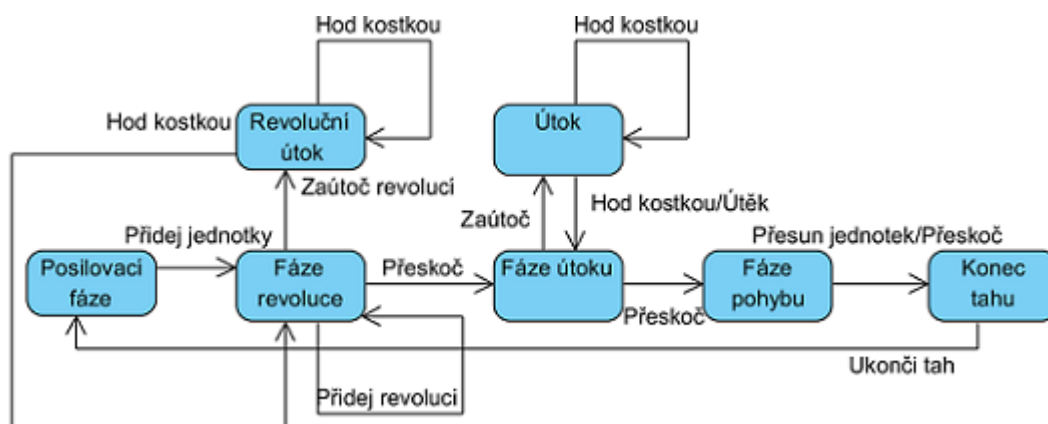 Hod kostkou
Hod kostkou
Hod kostkou
Revoluční
útok
Útok
Zaútoč revolucí
Zaútoč
Hod kostkou/Útěk
Přidej jednotky
Přesun jednotek/Přeskoč
Posilovací
fáze
Fáze
revoluce
Přeskoč
Fáze útoku
Přeskoč
Fáze
pohybu
Konec
tahu
Ukonči tah
Přidej revoluci